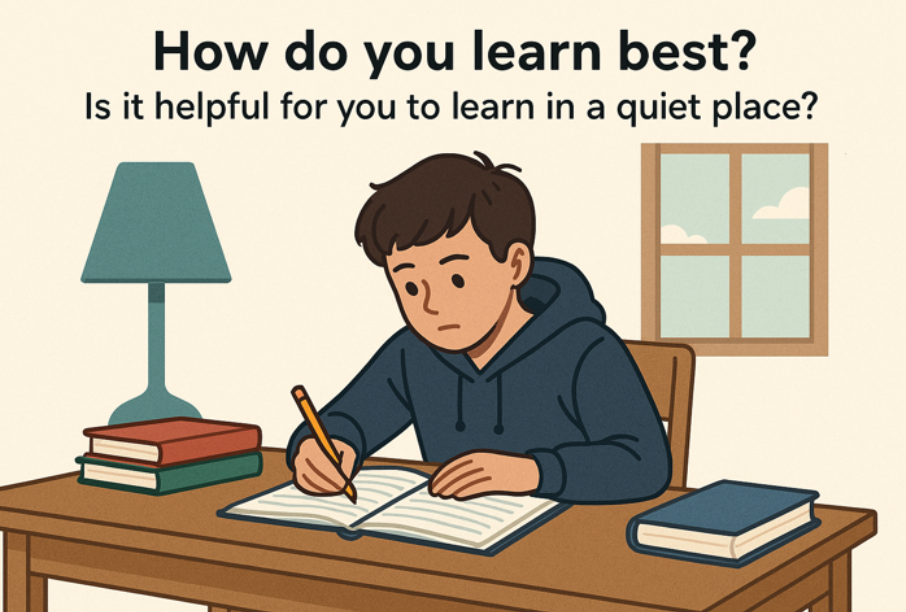 How do you learn best?
Is it helpful for you to learn in a quiet place?